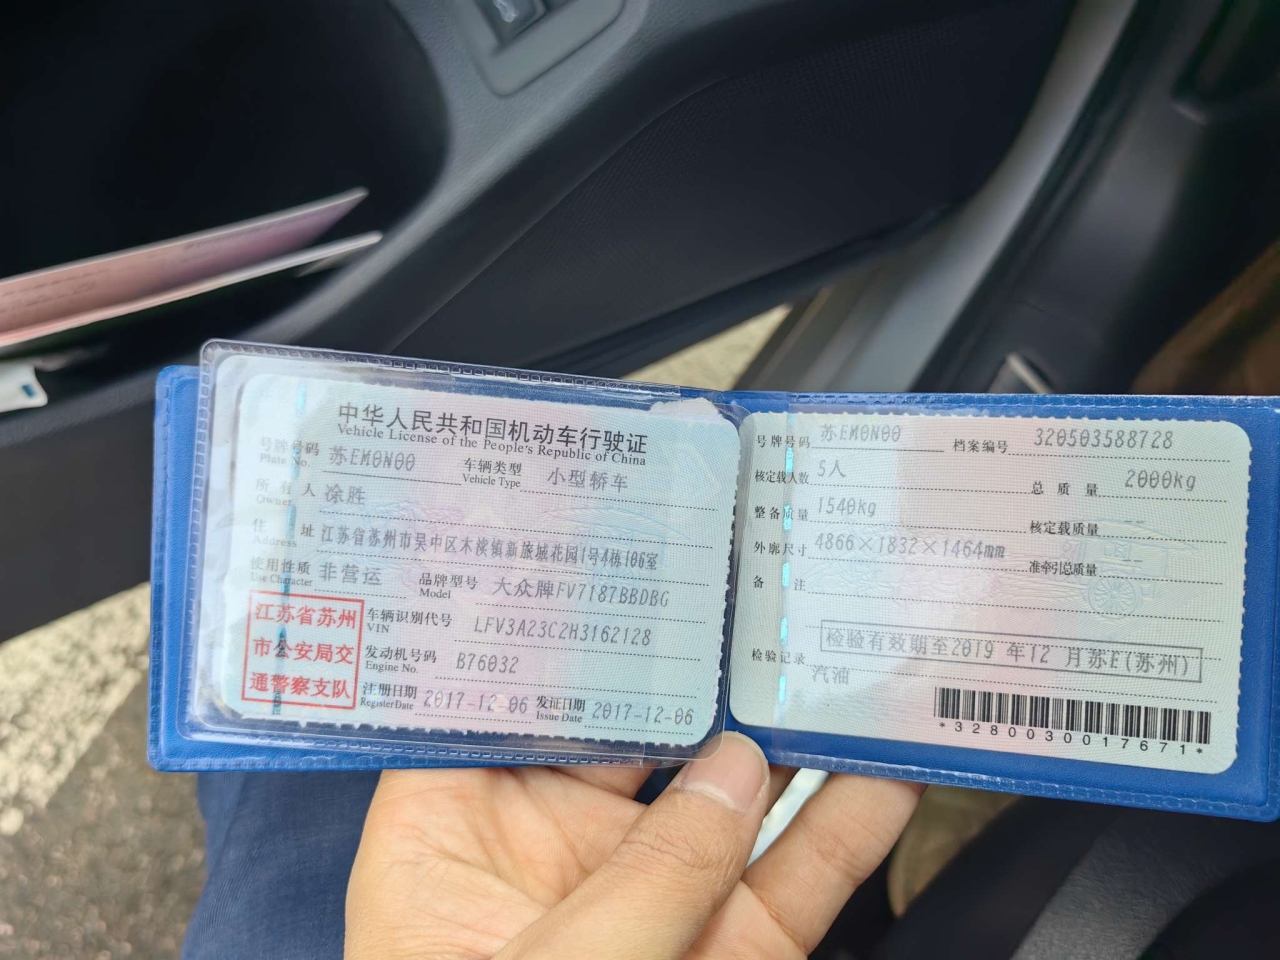 中华人民共和国机动车行驶证
Vehicle License of the People's Republic of China
号牌号码 苏EM0N00 车辆类型 小型轿车
Plate No. Vehicle Type
所有人 涂胜
Owner
住址 江苏省苏州市吴中区木渎镇新旅城花园1号4栋106室
Address
使用性质 非营运 品牌型号 大众牌FV7187BBDBG
Use Character Model
江苏省苏州
市公安局交
通警察支队
车辆识别代号 LFV3A23C2H3162128
VIN
发动机号码 B76032
Engine No.
注册日期 2017-12-06 发证日期 2017-12-06
Register Date Issue Date
号牌号码 苏EM0N00 档案编号 320503588728
核定载人数 5人 总质量 2000kg
整备质量 1540kg 核定载质量 --
外廓尺寸 4866×1832×1464mm 准牵引总质量 --
备注
检验有效期至2019 年12 月苏E(苏州)
检验记录
汽油
*3280030017671*